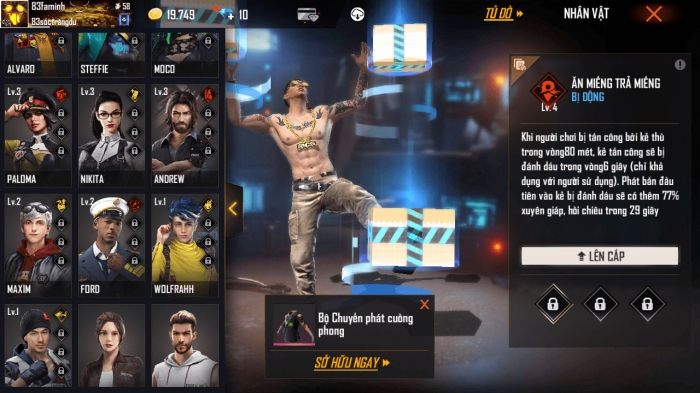 83faminh
58
83sóctrăngdu
19.749
+ 10
TỦ ĐỒ
NHÂN VẬT
ALVARO
STEFFIE
MOCO
Lv.3
Lv.3
Lv.3
PALOMA
NIKITA
ANDREW
Lv.2
Lv.2
Lv.1
MAXIM
FORD
WOLFRAHH
Lv.1
Lv. 4
ĂN MIẾNG TRẢ MIẾNG
BỊ ĐỘNG
Khi người chơi bị tấn công bởi kẻ thù
trong vòng80 mét, kẻ tấn công sẽ bị
đánh dấu trong vòng6 giây (chỉ khả
dụng với người sử dụng). Phát bắn đầu
tiên vào kẻ bị đánh dấu sẽ có thêm 77%
xuyên giáp, hồi chiêu trong 29 giây
LÊN CẤP
Bộ Chuyển phát cuồng
phong
SỞ HỮU NGAY